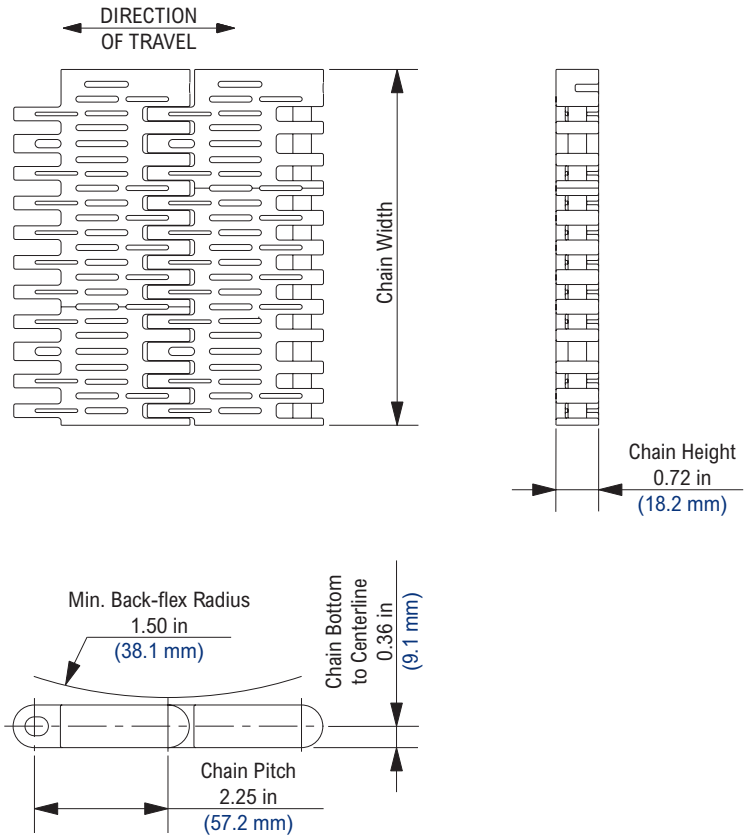 DIRECTION
OF TRAVEL
Chain Width
Chain Height
0.72 in
(18.2 mm)
Min. Back-flex Radius
1.50 in
(38.1 mm)
Chain Bottom
to Centerline
0.36 in
(9.1 mm)
Chain Pitch
2.25 in
(57.2 mm)